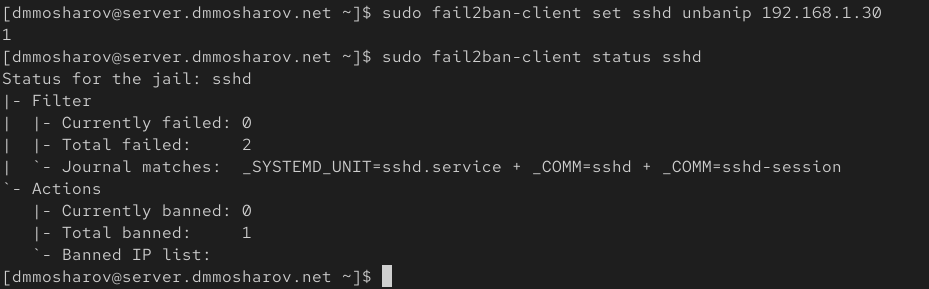 [dmmosharov@server.dmmosharov.net ~]$ sudo fail2ban-client set sshd unbanip 192.168.1.30
1
[dmmosharov@server.dmmosharov.net ~]$ sudo fail2ban-client status sshd
Status for the jail: sshd
|- Filter
|  |- Currently failed: 0
|  |- Total failed:     2
|  `- Journal matches:  _SYSTEMD_UNIT=sshd.service + _COMM=sshd + _COMM=sshd-session
`- Actions
   |- Currently banned: 0
   |- Total banned:     1
   `- Banned IP list:
[dmmosharov@server.dmmosharov.net ~]$